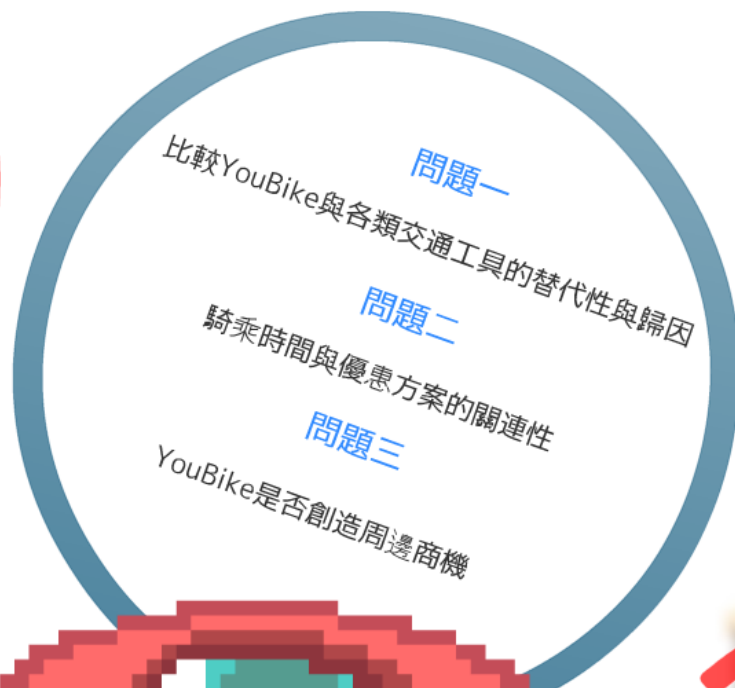 問題一
比較YouBike與各類交通工具的替代性與歸因
問題二
騎乘時間與優惠方案的關連性
問題三
YouBike是否創造周邊商機